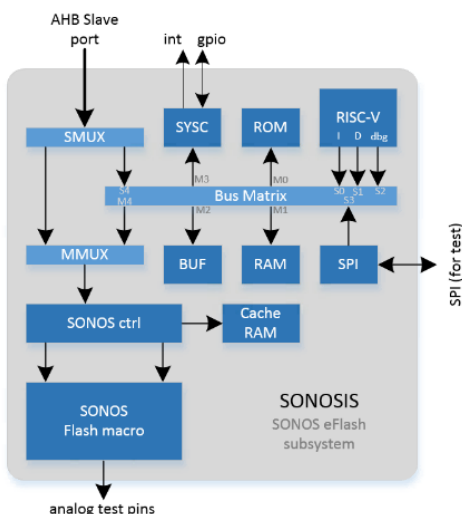 AHB Slave
port
int gpio
SMUX
SYSC
ROM
RISC-V
I D dbg
M3
M0
S4
M4
Bus Matrix
S0 S1 S2
S3
M2
M1
MMUX
BUF
RAM
SPI
SPI (for test)
SONOS ctrl
Cache
RAM
SONOS
Flash macro
SONOSIS
SONOS eFlash
subsystem
analog test pins